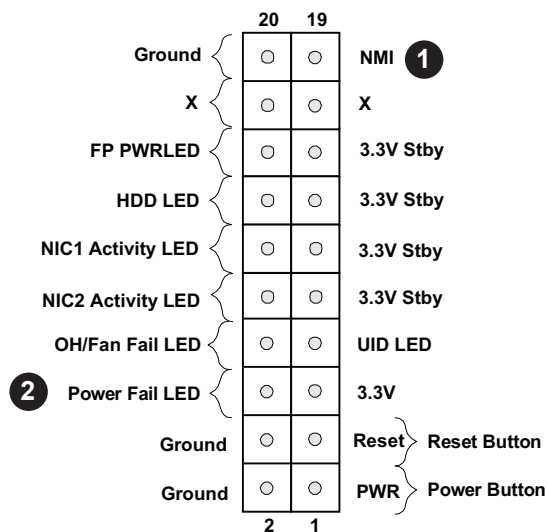 20 19
Ground NMI 1
X X
FP PWRLED 3.3V Stby
HDD LED 3.3V Stby
NIC1 Activity LED 3.3V Stby
NIC2 Activity LED 3.3V Stby
OH/Fan Fail LED UID LED
2 Power Fail LED 3.3V
Ground Reset Reset Button
Ground PWR Power Button
2 1